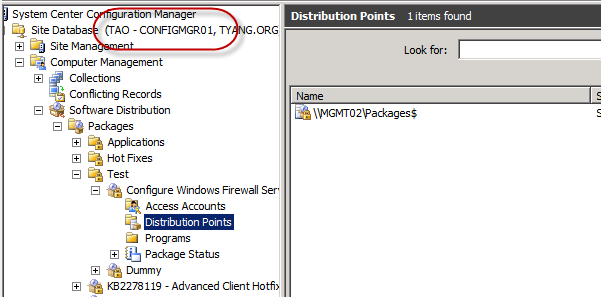 System Center Configuration Manager
Site Database (TAO - CONFIGMGR01, TYANG.ORG
Site Management
Computer Management
Collections
Conflicting Records
Software Distribution
Packages
Applications
Hot Fixes
Test
Configure Windows Firewall Serv
Access Accounts
Distribution Points
Programs
Package Status
Dummy
KB2278119 - Advanced Client Hotfix
Distribution Points 1 items found
Look for:
Name S
\\MGMT02\Packages$ S